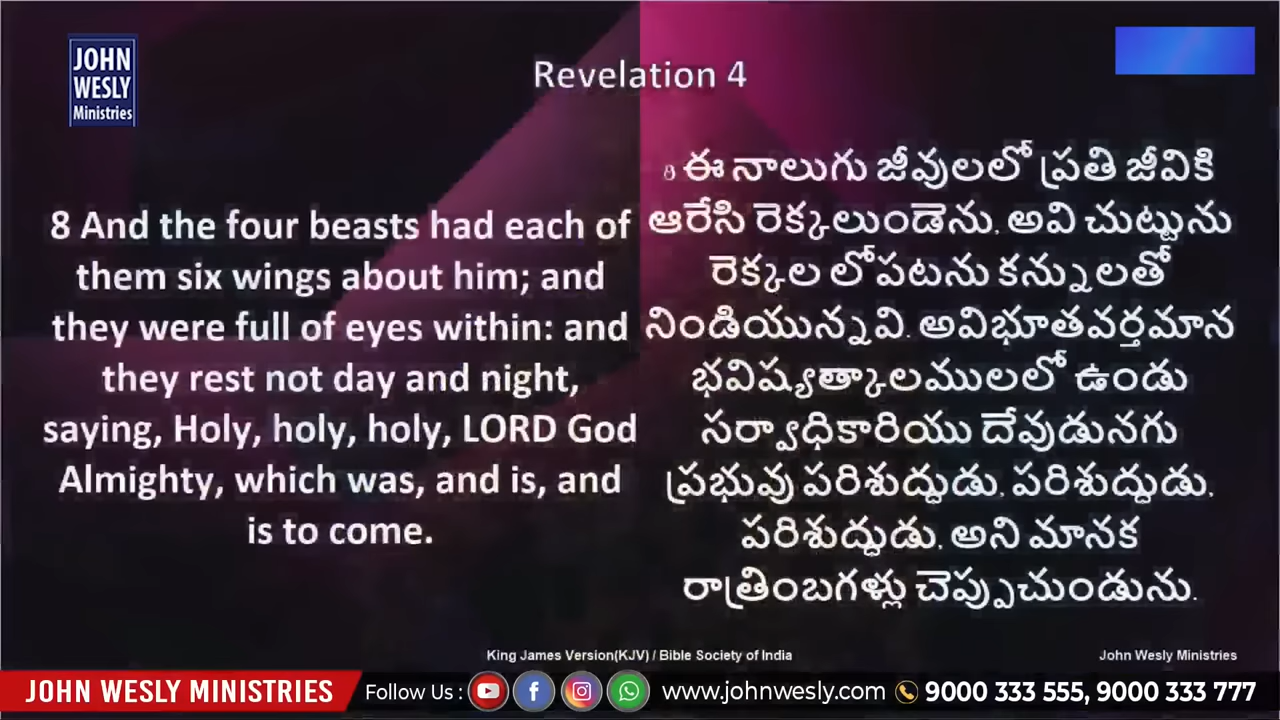 JOHN
WESLY
Ministries
Revelation 4
8 And the four beasts had each of
them six wings about him; and
they were full of eyes within: and
they rest not day and night,
saying, Holy, holy, holy, LORD God
Almighty, which was, and is, and
is to come.
8 ఈ నాలుగు జీవులలో ప్రతి జీవికి
ఆరేసి రెక్కలుండెను. అవి చుట్టును
రెక్కల లోపటను కన్నులతో
నిండియున్నవి. అవిభూతవర్తమాన
భవిష్యత్కాలములలో ఉండు
సర్వాధికారియు దేవుడునగు
ప్రభువు పరిశుద్ధుడు, పరిశుద్ధుడు,
పరిశుద్ధుడు, అని మానక
రాత్రింబగళ్లు చెప్పుచుండును.
King James Version(KJV) / Bible Society of India
John Wesly Ministries
JOHN WESLY MINISTRIES
Follow Us :
www.johnwesly.com
9000 333 555, 9000 333 777